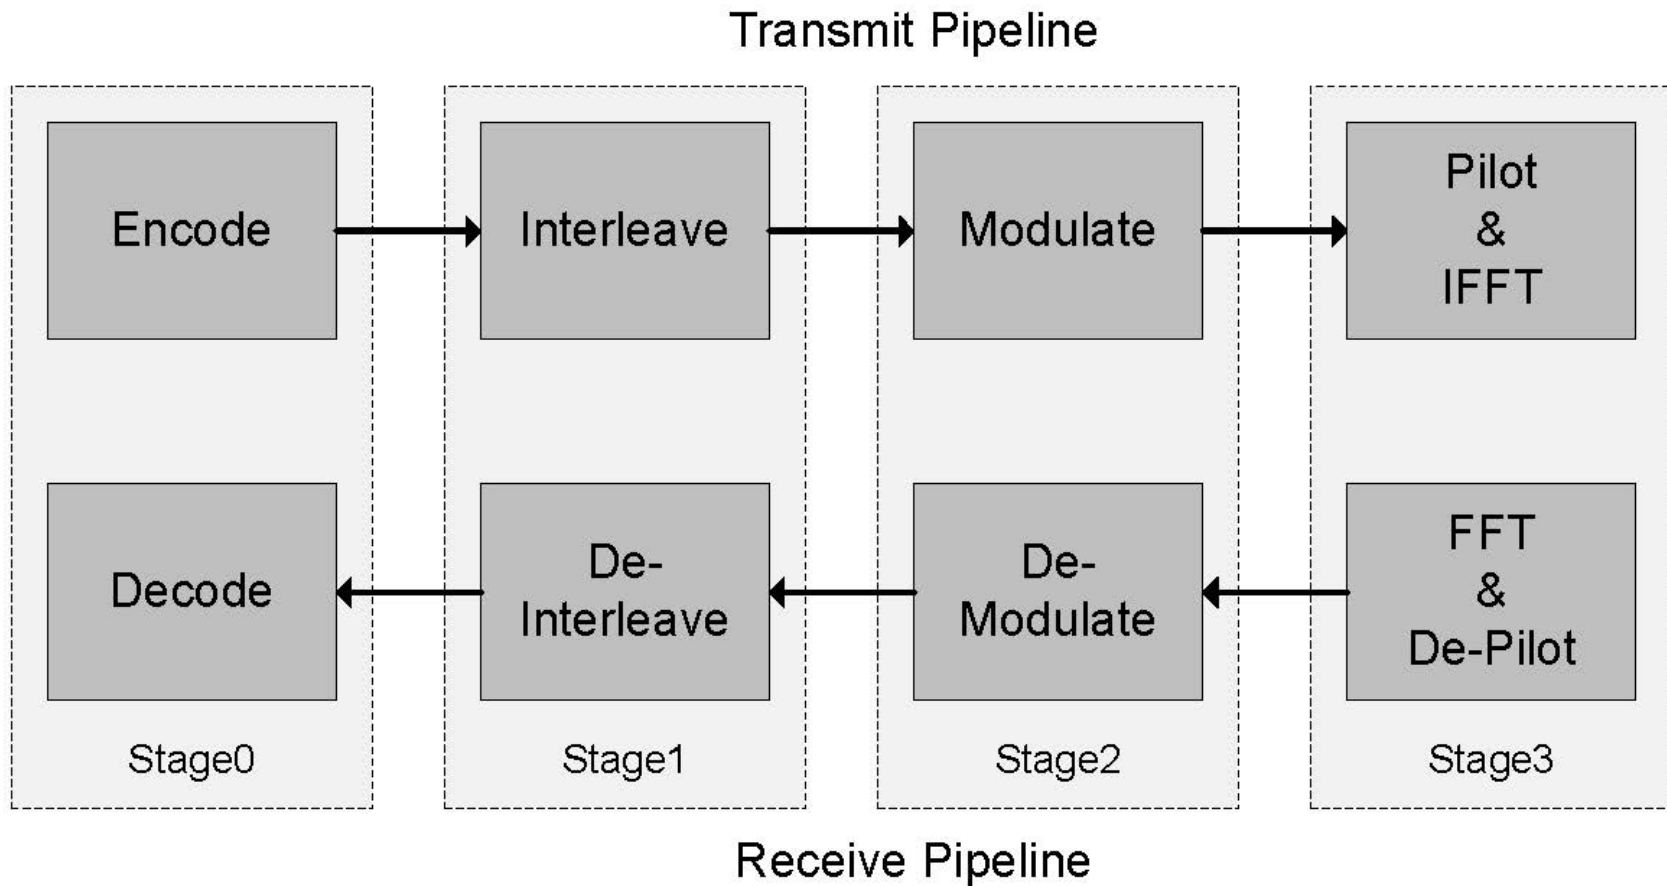 Transmit Pipeline
Encode
Interleave
Modulate
Pilot
&
IFFT
Decode
De-
Interleave
De-
Modulate
FFT
&
De-Pilot
Stage0
Stage1
Stage2
Stage3
Receive Pipeline